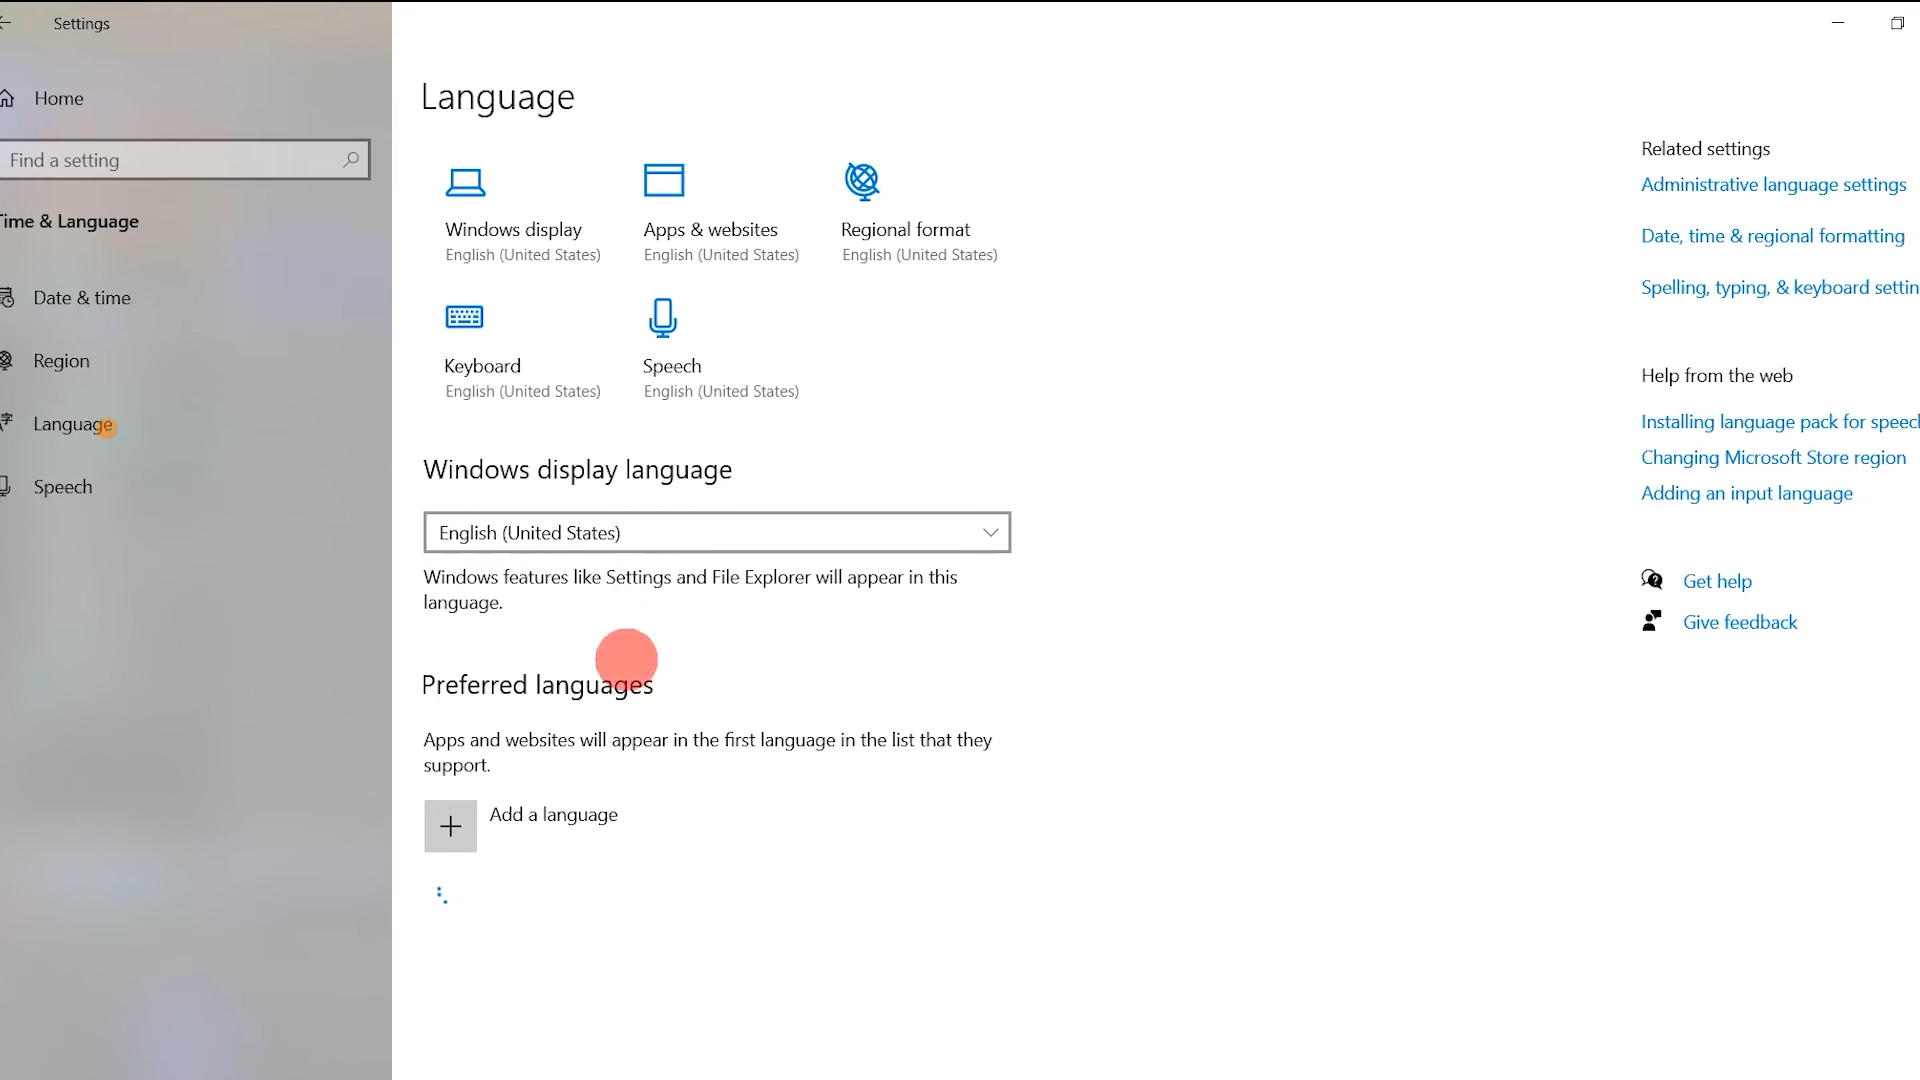 Settings
Home
Find a setting
Time & Language
Date & time
Region
Language
Speech
Language
Windows display
English (United States)
Apps & websites
English (United States)
Regional format
English (United States)
Keyboard
English (United States)
Speech
English (United States)
Windows display language
English (United States)
Windows features like Settings and File Explorer will appear in this
language.
Preferred languages
Apps and websites will appear in the first language in the list that they
support.
Add a language
Related settings
Administrative language settings
Date, time & regional formatting
Spelling, typing, & keyboard settin
Help from the web
Installing language pack for speech
Changing Microsoft Store region
Adding an input language
Get help
Give feedback